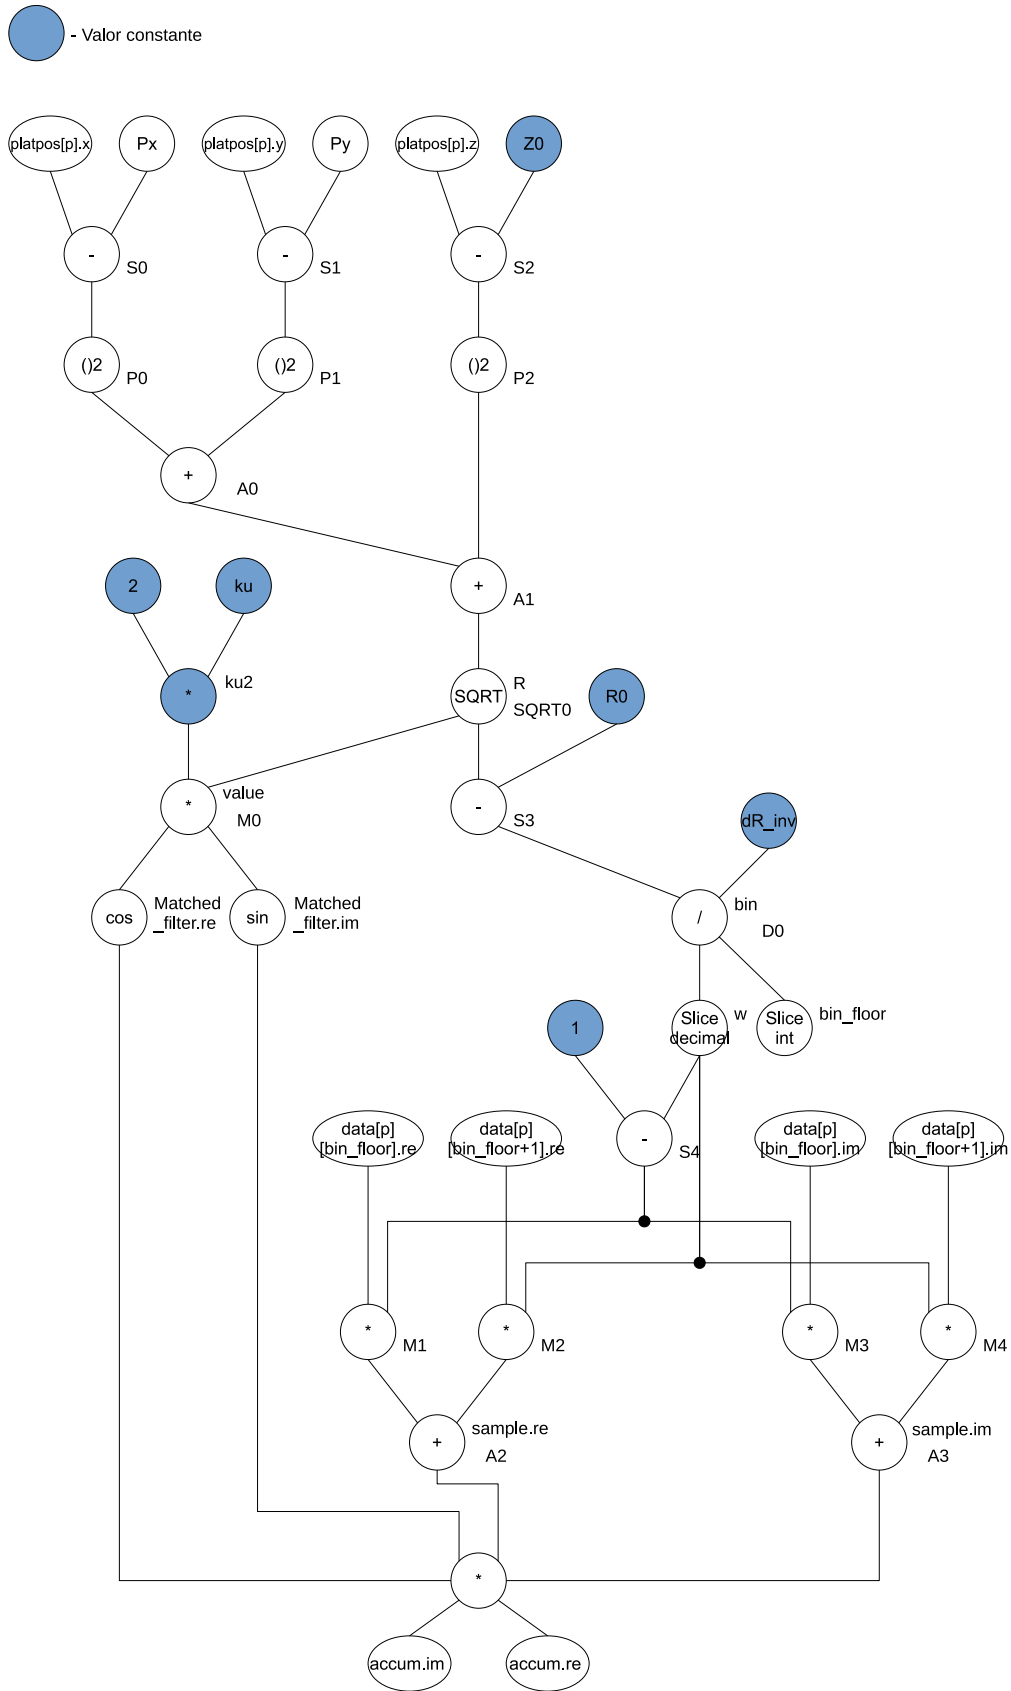 - Valor constante
platpos[p].x
Px
platpos[p].y
Py
platpos[p].z
Z0
-
S0
-
S1
-
S2
()2
P0
()2
P1
()2
P2
+
A0
2
ku
+
A1
*
ku2
SQRT
R
SQRT0
R0
*
value
M0
-
S3
dR_inv
cos
Matched
_filter.re
sin
Matched
_filter.im
/
bin
D0
1
Slice
decimal
w
Slice
int
bin_floor
data[p]
[bin_floor].re
data[p]
[bin_floor+1].re
-
S4
data[p]
[bin_floor].im
data[p]
[bin_floor+1].im
*
M1
*
M2
*
M3
*
M4
+
sample.re
A2
+
sample.im
A3
*
accum.im
accum.re